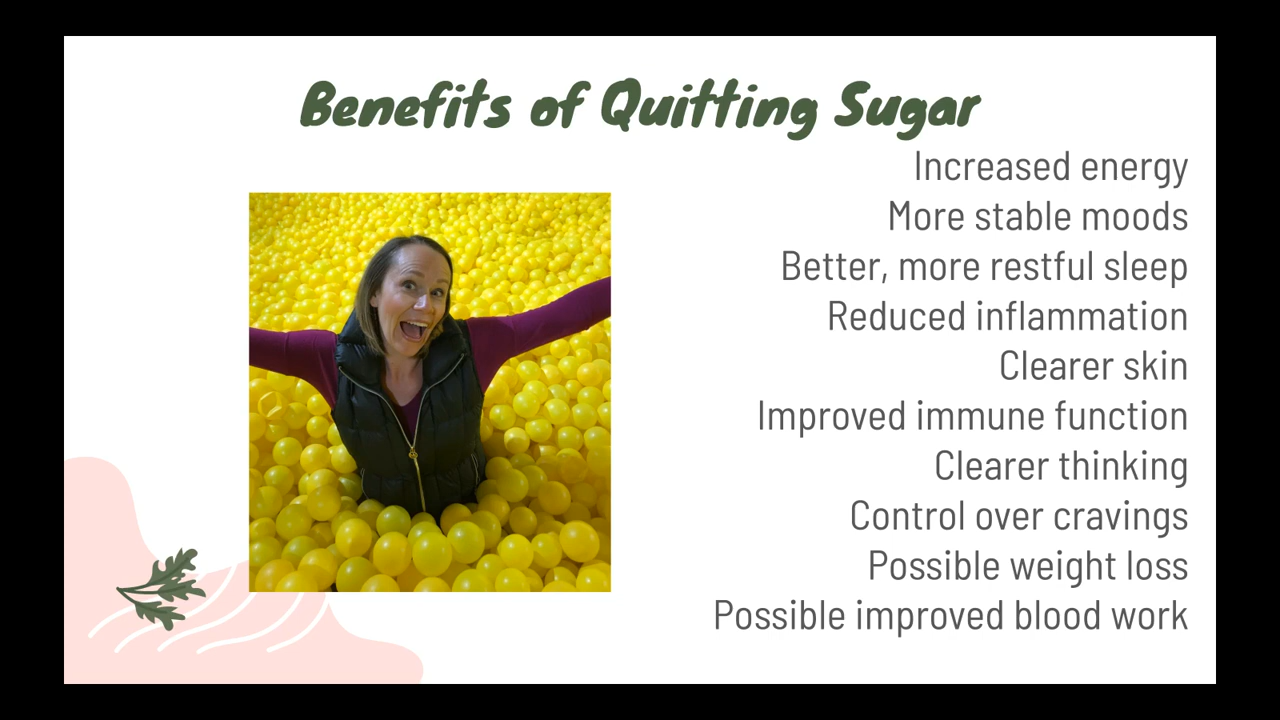 Benefits of Quitting Sugar
Increased energy
More stable moods
Better, more restful sleep
Reduced inflammation
Clearer skin
Improved immune function
Clearer thinking
Control over cravings
Possible weight loss
Possible improved blood work